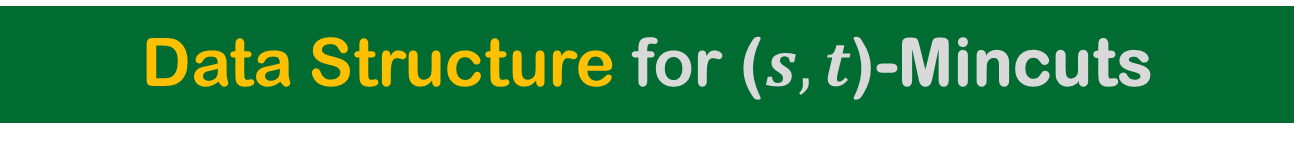 Data Structure for (s, t)-Mincuts